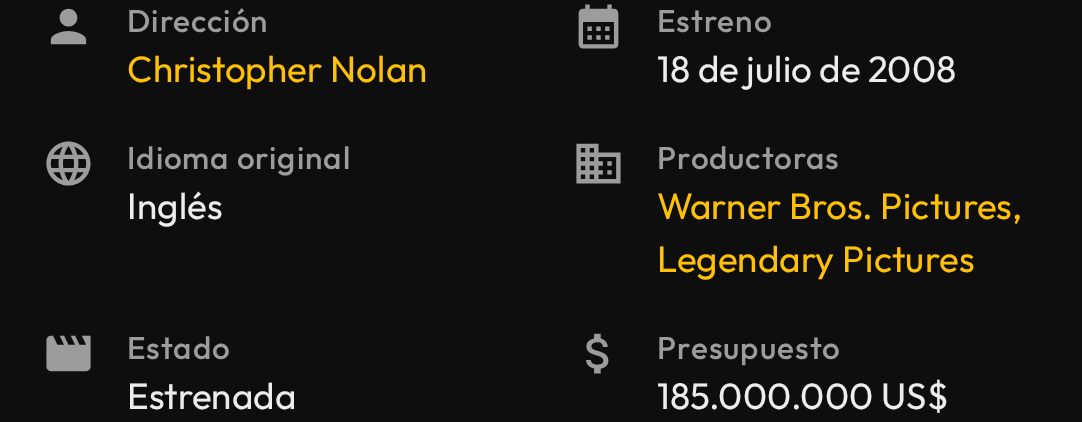 Dirección
Christopher Nolan
Estreno
18 de julio de 2008
Idioma original
Inglés
Productoras
Warner Bros. Pictures,
Legendary Pictures
Estado
Estrenada
Presupuesto
185.000.000 US$